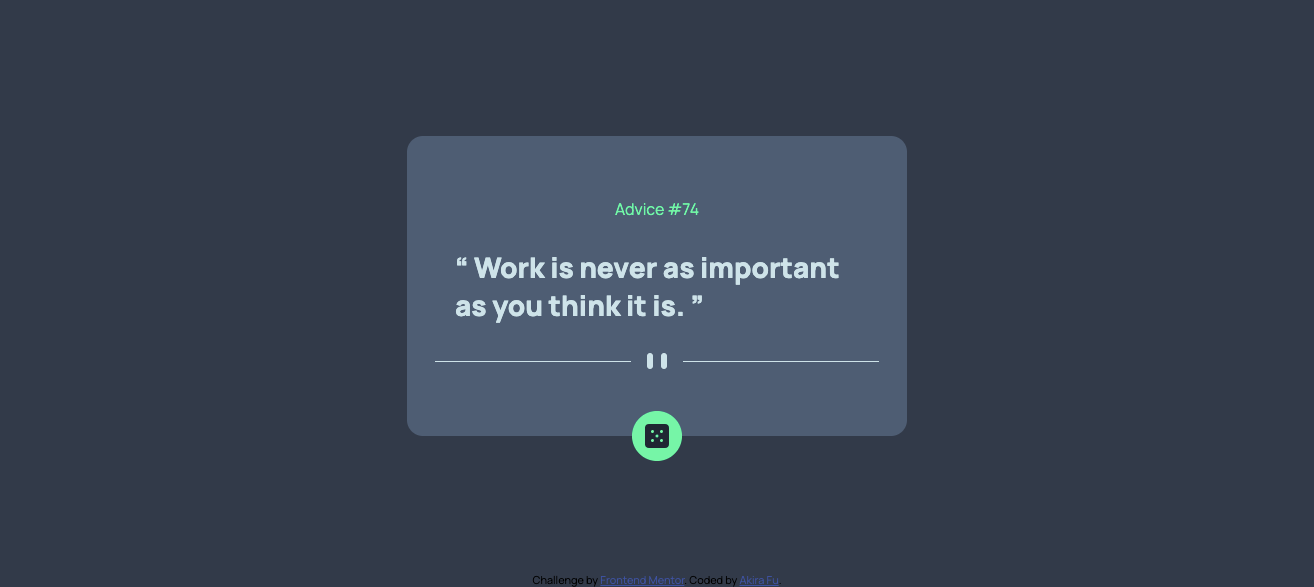 Advice #74
“ Work is never as important
as you think it is. ”
Challenge by Frontend Mentor. Coded by Akira Fu.